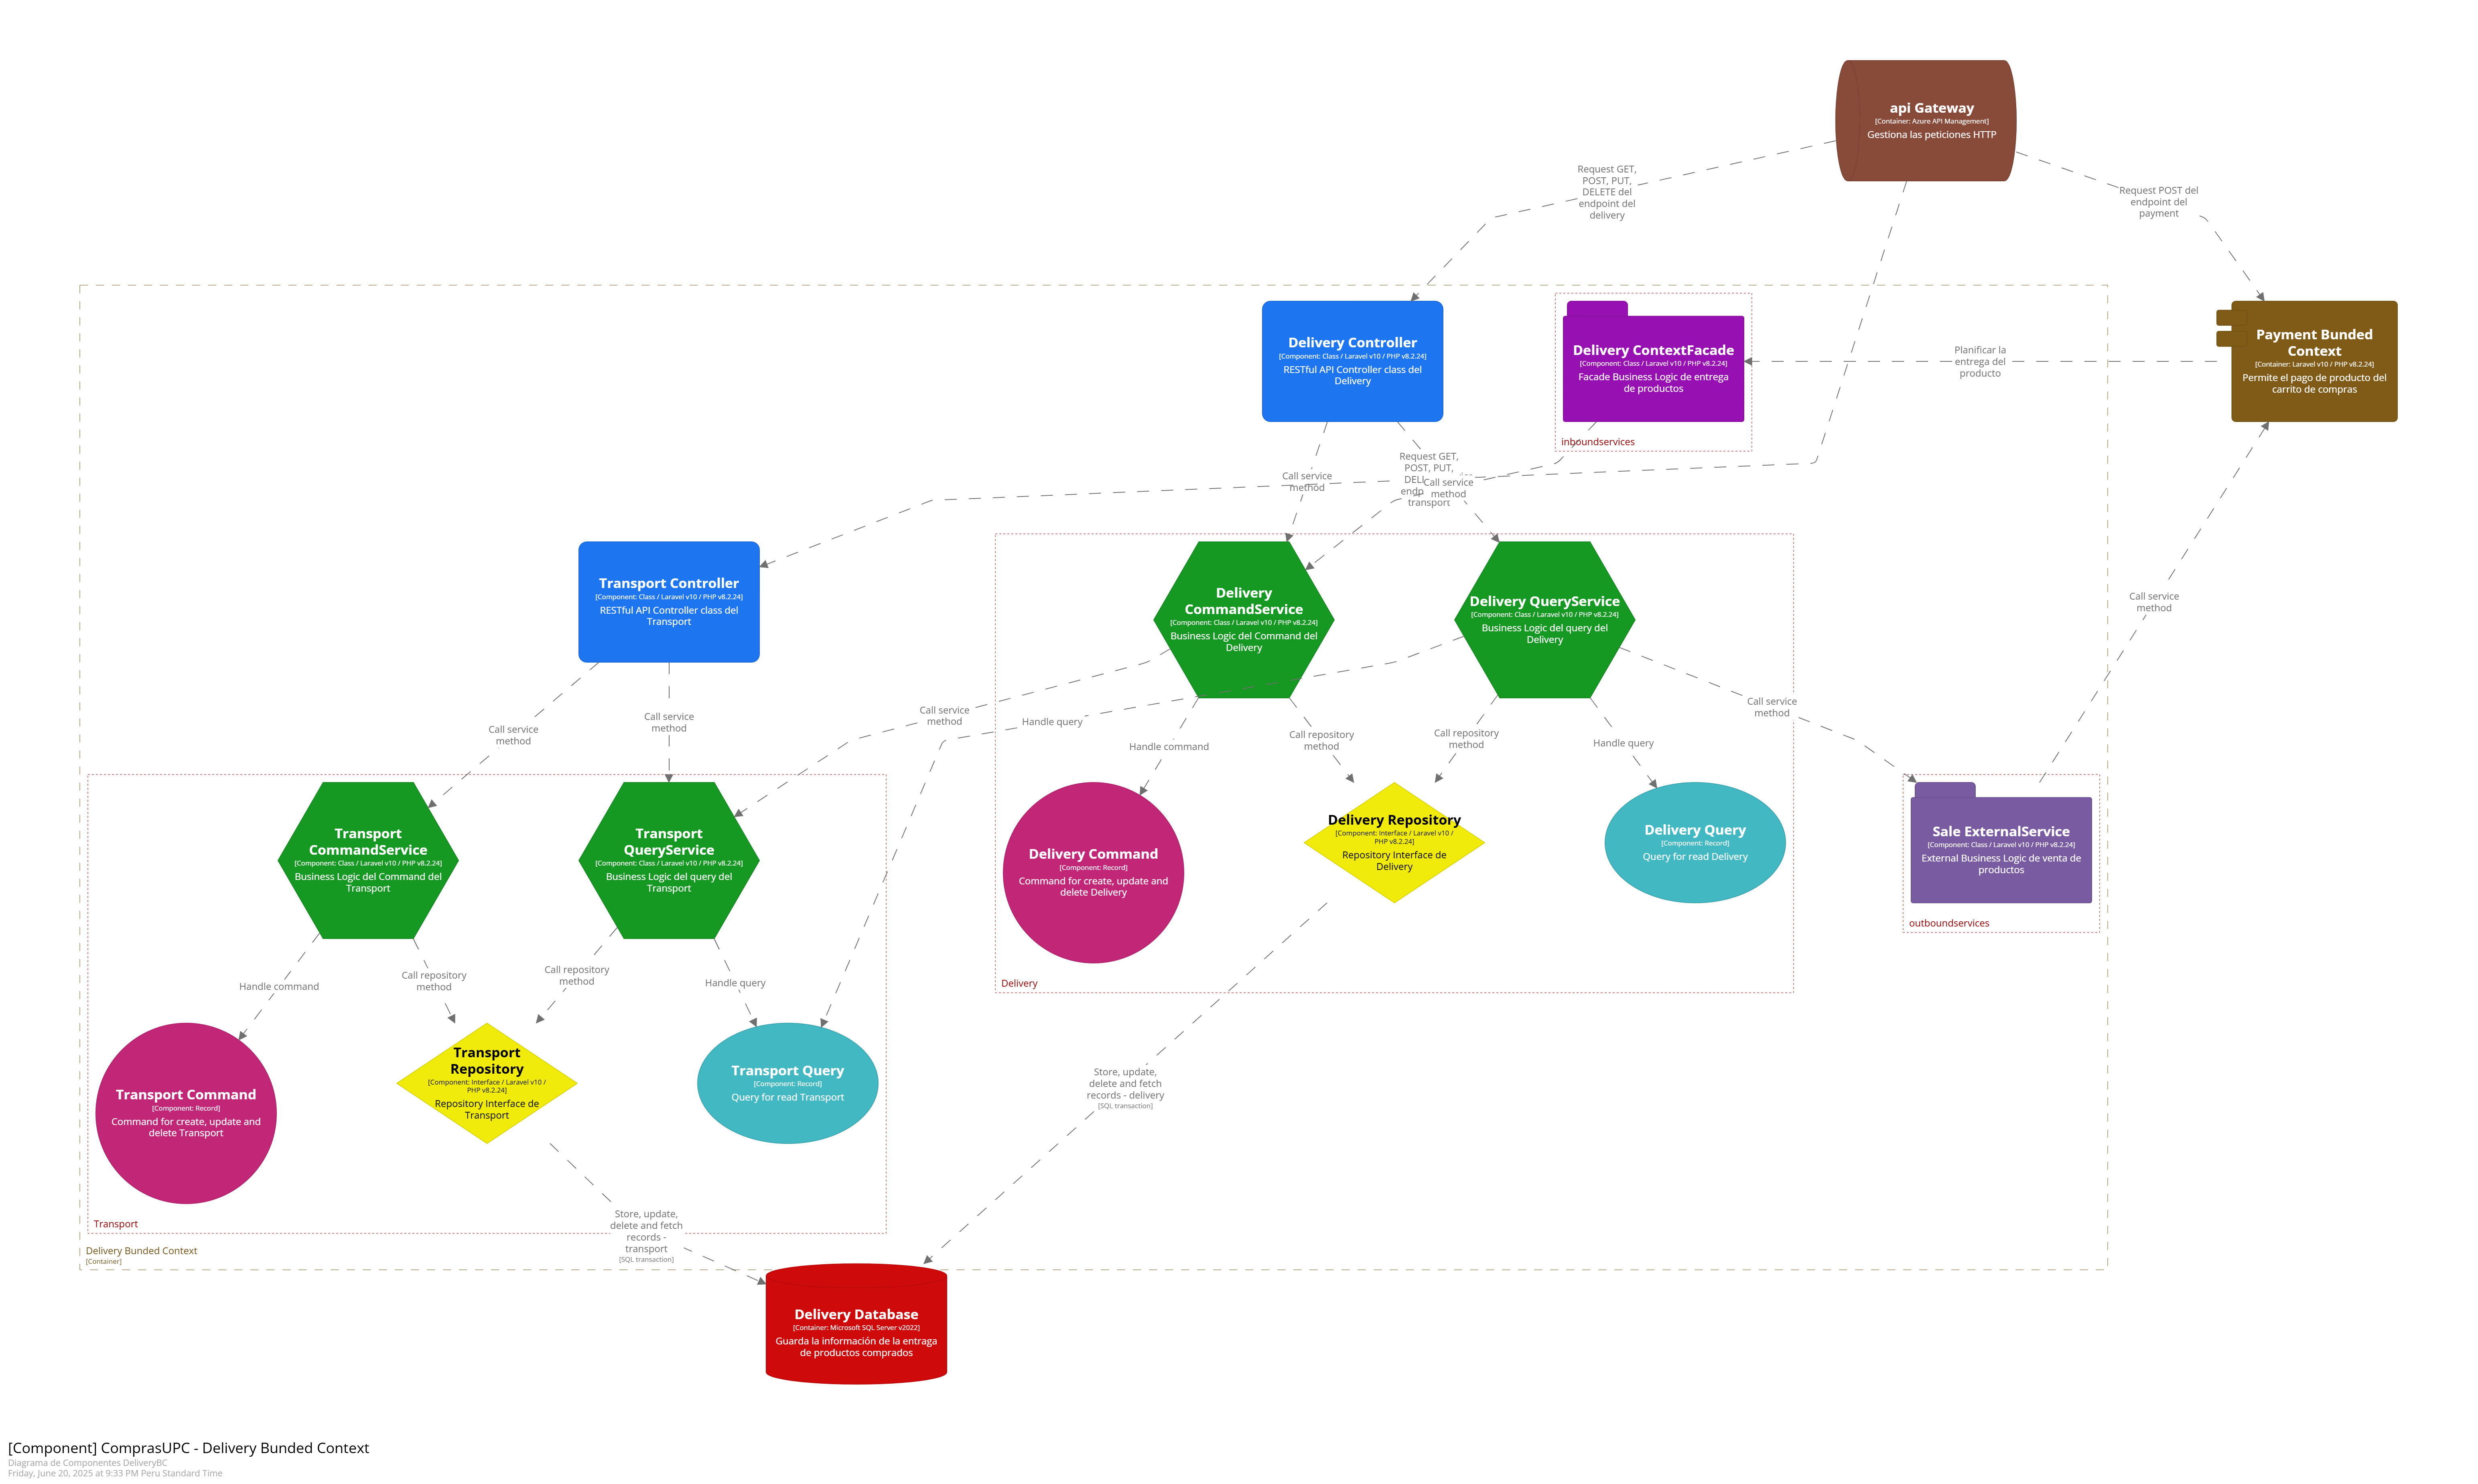 api Gateway
[Container: Azure API Management]
Gestiona las peticiones HTTP
Request GET,
POST, PUT,
DELETE del
endpoint del
delivery
Request POST del
endpoint del
payment
Delivery Controller
[Component: Class / Laravel v10 / PHP v8.2.24]
RESTful API Controller class del
Delivery
Delivery ContextFacade
[Component: Class / Laravel v10 / PHP v8.2.24]
Facade Business Logic de entrega
de productos
inboundservices
Planificar la
entrega del
producto
Payment Bunded
Context
[Container: Laravel v10 / PHP v8.2.24]
Permite el pago de producto del
carrito de compras
Call service
method
Request GET,
POST, PUT,
transport
Call service
method
Transport Controller
[Component: Class / Laravel v10 / PHP v8.2.24]
RESTful API Controller class del
Transport
Delivery
CommandService
[Component: Class / Laravel v10 / PHP v8.2.24]
Business Logic del Command del
Delivery
Delivery QueryService
[Component: Class / Laravel v10 / PHP v8.2.24]
Business Logic del query del
Delivery
Call service
method
Call service
method
Call service
method
Call service
method
Handle query
Handle command
Call repository
method
Call repository
method
Handle query
Call service
method
Transport
CommandService
[Component: Class / Laravel v10 / PHP v8.2.24]
Business Logic del Command del
Transport
Transport
QueryService
[Component: Class / Laravel v10 / PHP v8.2.24]
Business Logic del query del
Transport
Delivery Command
[Component: Record]
Command for create, update and
delete Delivery
Delivery Repository
[Component: Interface / Laravel v10 /
PHP v8.2.24]
Repository Interface de
Delivery
Delivery Query
[Component: Record]
Query for read Delivery
Sale ExternalService
[Component: Class / Laravel v10 / PHP v8.2.24]
External Business Logic de venta de
productos
outboundservices
Delivery
Handle command
Call repository
method
Call repository
method
Handle query
Transport Command
[Component: Record]
Command for create, update and
delete Transport
Transport
Repository
[Component: Interface / Laravel v10 /
PHP v8.2.24]
Repository Interface de
Transport
Transport Query
[Component: Record]
Query for read Transport
Store, update,
delete and fetch
records - delivery
[SQL transaction]
Transport
Store, update,
delete and fetch
records -
transport
[SQL transaction]
Delivery Bunded Context
[Container]
Delivery Database
[Container: Microsoft SQL Server v2022]
Guarda la información de la entraga
de productos comprados
[Component] ComprasUPC - Delivery Bunded Context
Diagrama de Componentes DeliveryBC
Friday, June 20, 2025 at 9:33 PM Peru Standard Time